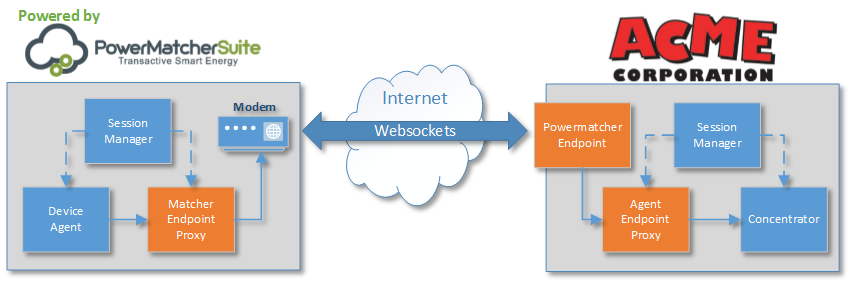 Powered by
PowerMatcherSuite
Transactive Smart Energy
ACME
CORPORATION
Modem
Session
Manager
Device
Agent
Matcher
Endpoint
Proxy
Internet
Websockets
Powermatcher
Endpoint
Session
Manager
Agent
Endpoint
Proxy
Concentrator